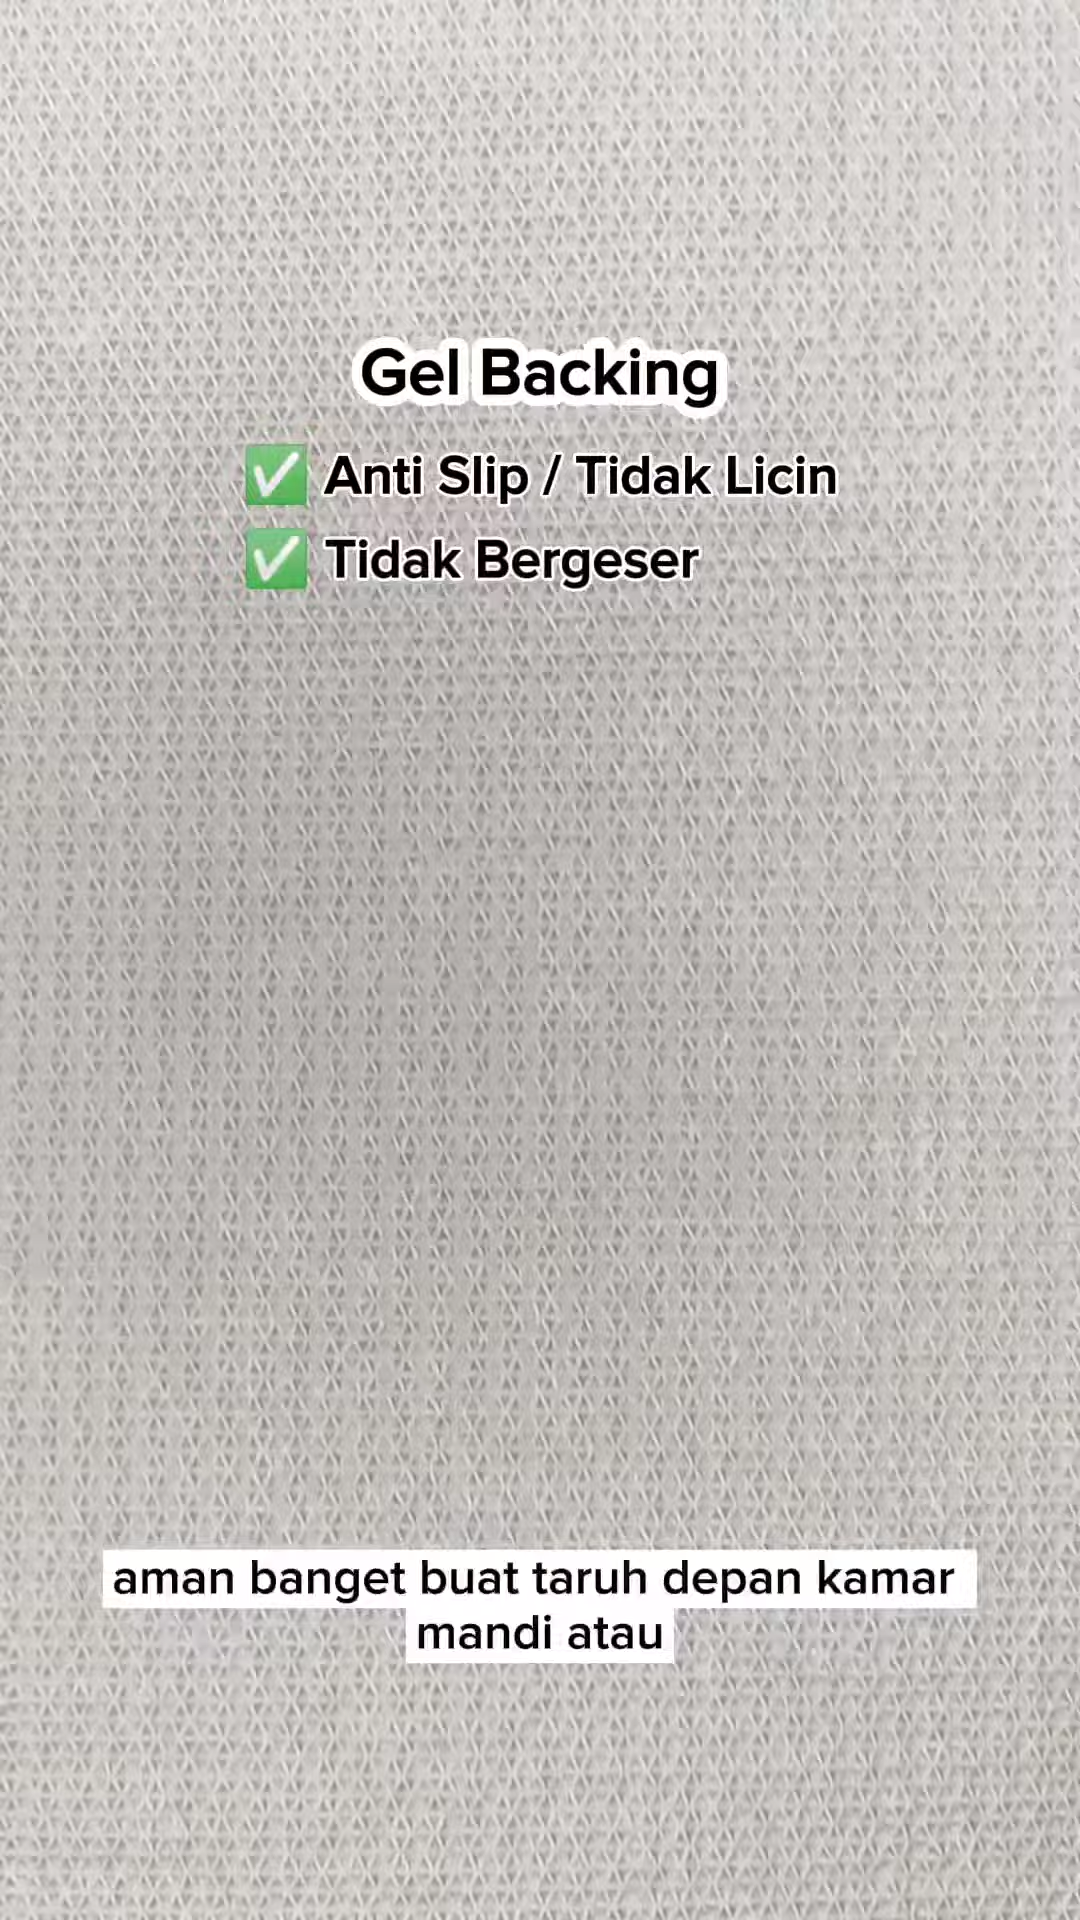 Gel Backing
✅ Anti Slip / Tidak Licin
✅ Tidak Bergeser
aman banget buat taruh depan kamar
mandi atau